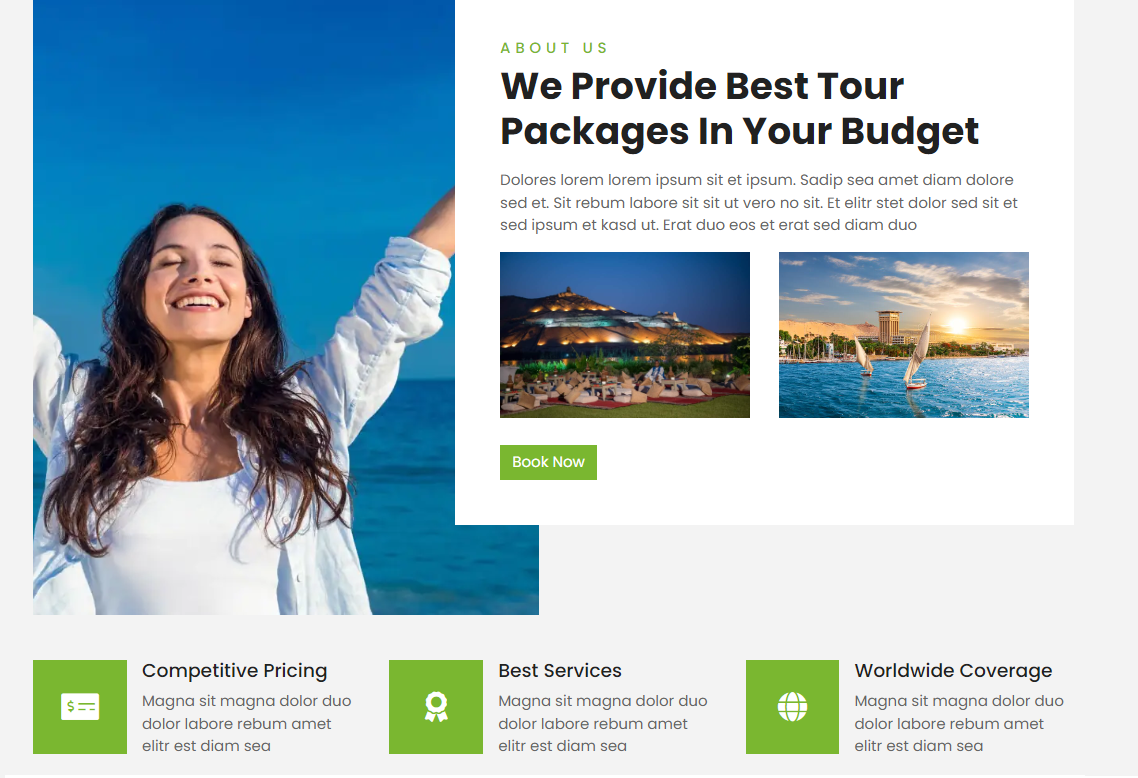 ABOUT US
We Provide Best Tour
Packages In Your Budget
Dolores lorem lorem ipsum sit et ipsum. Sadip sea amet diam dolore
sed et. Sit rebum labore sit sit ut vero no sit. Et elitr stet dolor sed sit et
sed ipsum et kasd ut. Erat duo eos et erat sed diam duo
Book Now
Competitive Pricing
Magna sit magna dolor duo
dolor labore rebum amet
elitr est diam sea
Best Services
Magna sit magna dolor duo
dolor labore rebum amet
elitr est diam sea
Worldwide Coverage
Magna sit magna dolor duo
dolor labore rebum amet
elitr est diam sea